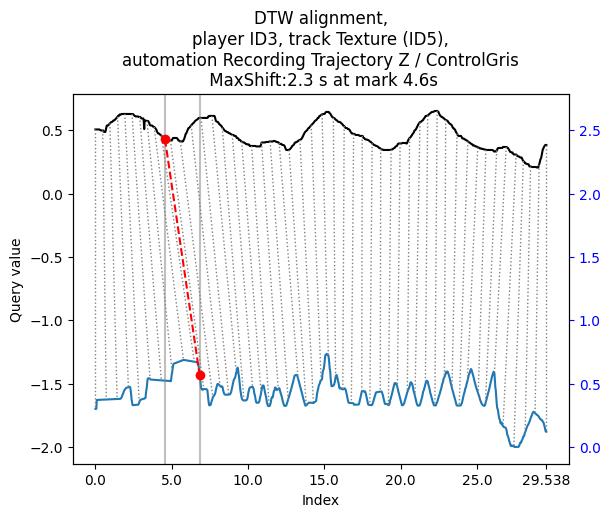 DTW alignment,
player ID3, track Texture (ID5),
automation Recording Trajectory Z / ControlGris
MaxShift:2.3 s at mark 4.6s
Query value
0.5
0.0
−0.5
−1.0
−1.5
−2.0
2.5
2.0
1.5
1.0
0.5
0.0
0.0 5.0 10.0 15.0 20.0 25.0 29.538
Index